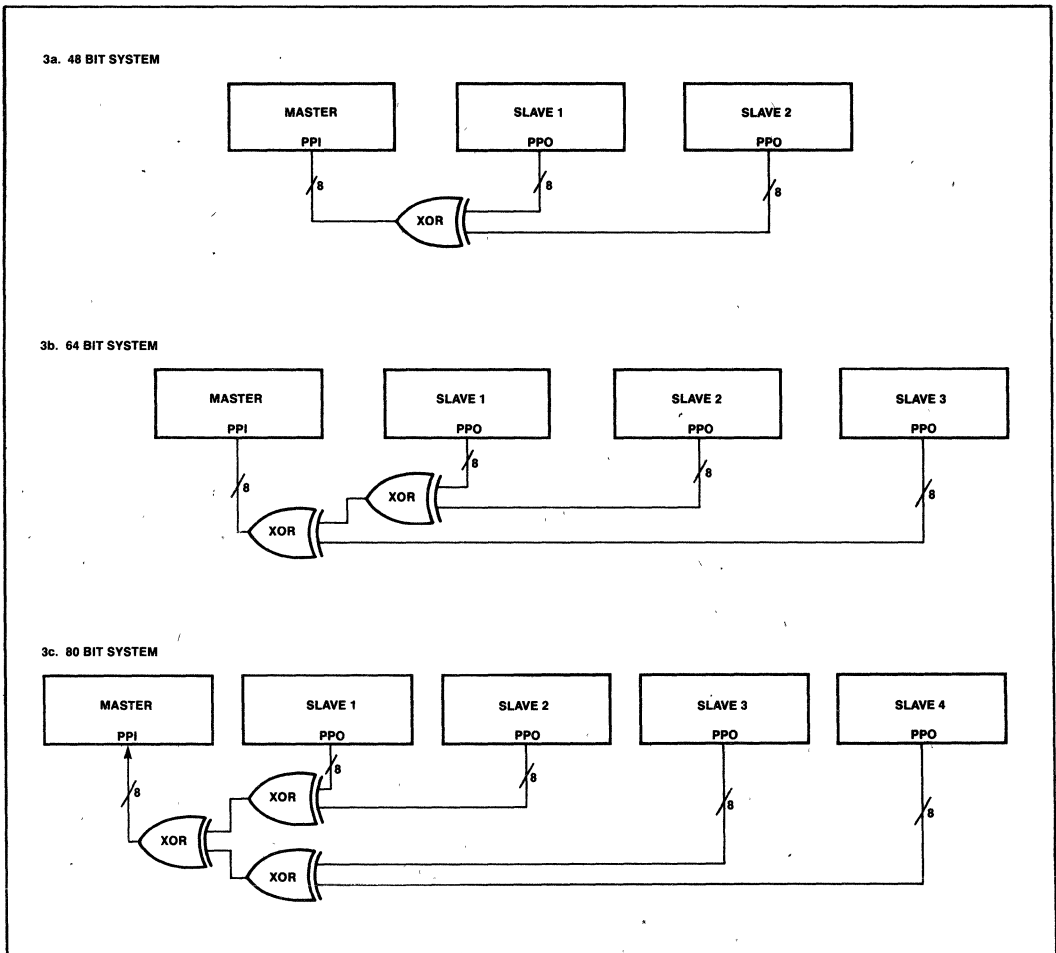 3a. 48 BIT SYSTEM
MASTER SLAVE 1 SLAVE 2
PPI PPO PPO
8 8 8
XOR
3b. 64 BIT SYSTEM
MASTER SLAVE 1 SLAVE 2 SLAVE 3
PPI PPO PPO PPO
8 8 8 8
XOR
XOR
3c. 80 BIT SYSTEM
MASTER SLAVE 1 SLAVE 2 SLAVE 3 SLAVE 4
PPI PPO PPO PPO PPO
8 8 8 8 8
XOR
XOR
XOR